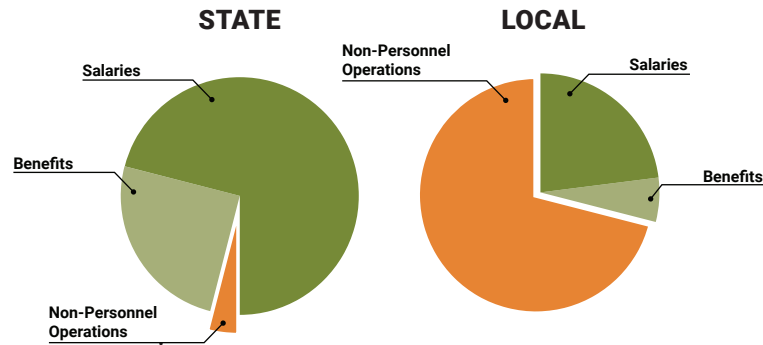 STATE
LOCAL
Salaries
Benefits
Non-Personnel
Operations
Non-Personnel
Operations
Salaries
Benefits